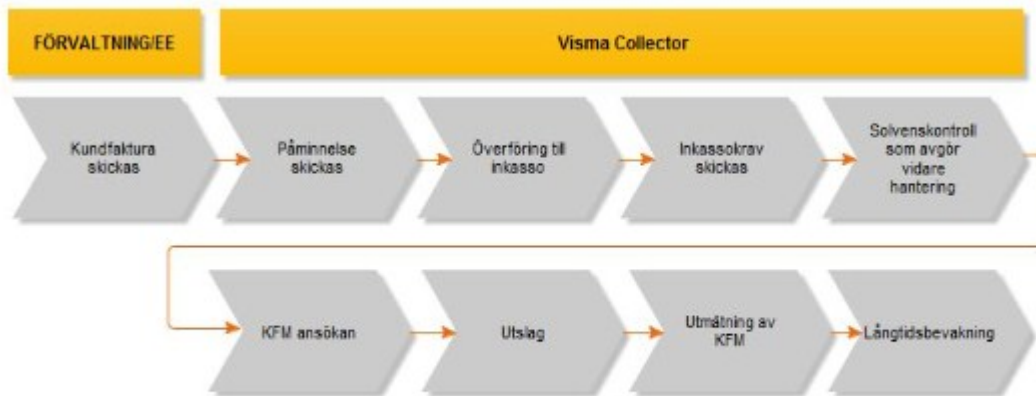 FÖRVALTNING/EE
Visma Collector
Kundfaktura
skickas
Påminnelse
skickas
Överföring till
inkasso
Inkassokrav
skickas
Solvenskontroll
som avgör
vidare
hantering
KFM ansökan
Utslag
Utmätning av
KFM
Långtidsbevakning